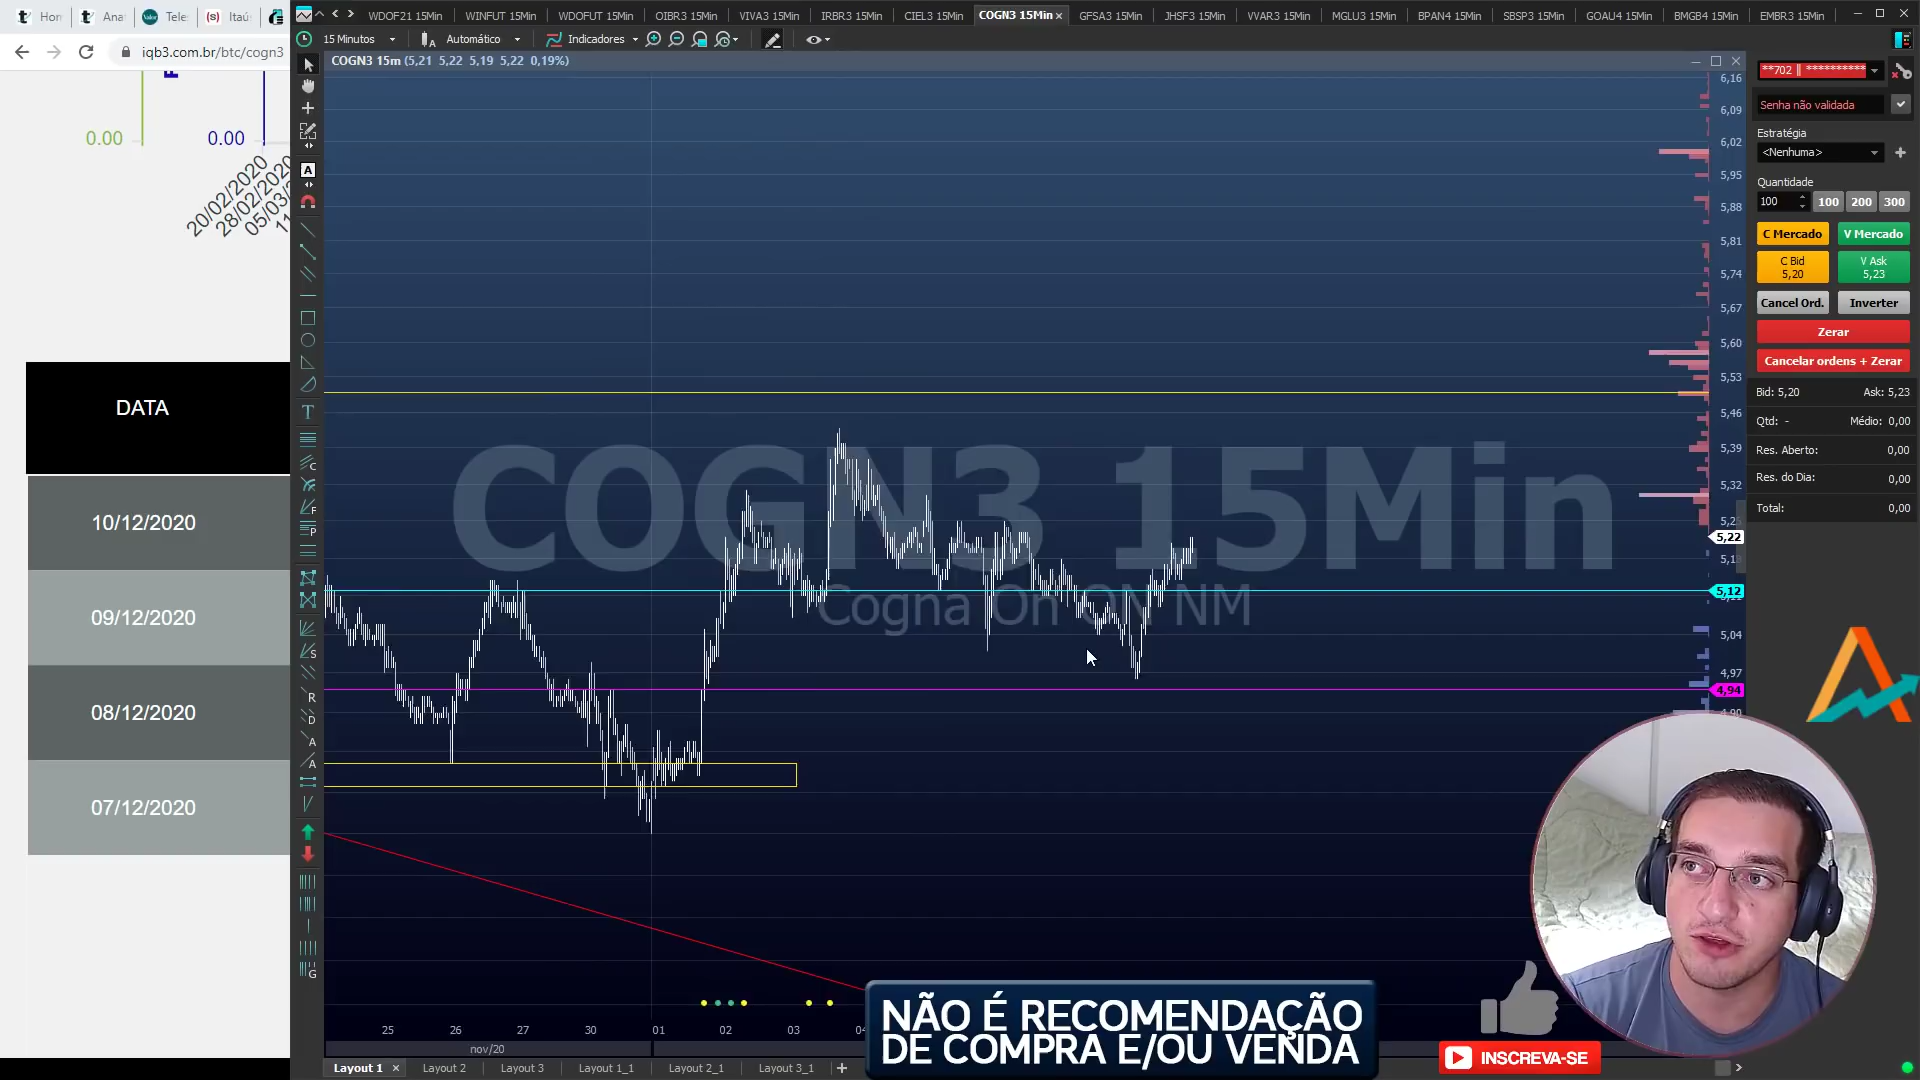 Hon
Ana
Tele
Itaú
iqb3.com.br/btc/cogn3
0.00
0.00
20/02/2020
28/02/2020
DATA
10/12/2020
09/12/2020
08/12/2020
07/12/2020
WDOF21 15Min
WINFUT 15Min
WDOFUT 15Min
OIBR3 15Min
VIVA3 15Min
IRBR3 15Min
CIEL3 15Min
COGN3 15Min
GFSA3 15Min
JHSF3 15Min
VVAR3 15Min
MGLU3 15Min
BPAN4 15Min
SBSP3 15Min
GOAU4 15Min
BMGB4 15Min
EMBR3 15Min
15 Minutos
Automático
Indicadores
COGN3 15m (5,21 5,22 5,19 5,22 0,19%)
COGN3 15Min
Cogna On ON NM
6,16
6,09
6,02
5,95
5,88
5,81
5,74
5,67
5,60
5,53
5,46
5,39
5,32
5,22
5,12
5,04
4,97
4,94
25
26
27
30
01
02
03
nov/20
Layout 1
Layout 2
Layout 3
Layout 1_1
Layout 2_1
Layout 3_1
**702 || **********
Senha não validada
Estratégia
<Nenhuma>
Quantidade
100
100
200
300
C Mercado
V Mercado
C Bid
5,20
V Ask
5,23
Cancel Ord.
Inverter
Zerar
Cancelar ordens + Zerar
Bid: 5,20
Ask: 5,23
Qtd: -
Médio: 0,00
Res. Aberto:
0,00
Res. do Dia:
0,00
Total:
0,00
NÃO É RECOMENDAÇÃO
DE COMPRA E/OU VENDA
INSCREVA-SE